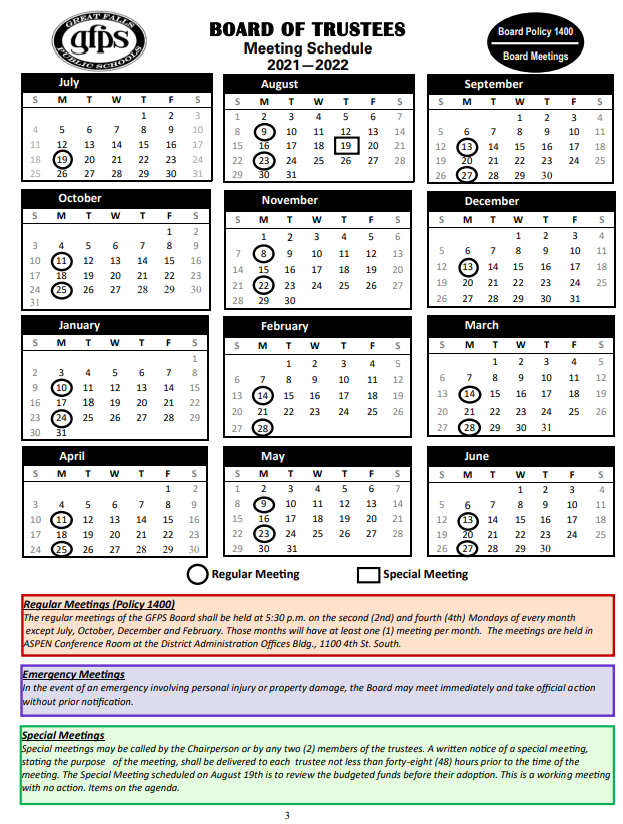 GREAT FALLS
gfps
PUBLIC SCHOOLS
BOARD OF TRUSTEES
Meeting Schedule
2021—2022
Board Policy 1400
Board Meetings
July
S M T W T F S
1 2 3
4 5 6 7 8 9 10
11 12 13 14 15 16 17
18 19 20 21 22 23 24
25 26 27 28 29 30 31
August
S M T W T F S
1 2 3 4 5 6 7
8 9 10 11 12 13 14
15 16 17 18 19 20 21
22 23 24 25 26 27 28
29 30 31
September
S M T W T F S
1 2 3 4
5 6 7 8 9 10 11
12 13 14 15 16 17 18
19 20 21 22 23 24 25
26 27 28 29 30
October
S M T W T F S
1 2
3 4 5 6 7 8 9
10 11 12 13 14 15 16
17 18 19 20 21 22 23
24 25 26 27 28 29 30
31
November
S M T W T F S
1 2 3 4 5 6
7 8 9 10 11 12 13
14 15 16 17 18 19 20
21 22 23 24 25 26 27
28 29 30
December
S M T W T F S
1 2 3 4
5 6 7 8 9 10 11
12 13 14 15 16 17 18
19 20 21 22 23 24 25
26 27 28 29 30 31
January
S M T W T F S
1
2 3 4 5 6 7 8
9 10 11 12 13 14 15
16 17 18 19 20 21 22
23 24 25 26 27 28 29
30 31
February
S M T W T F S
1 2 3 4 5
6 7 8 9 10 11 12
13 14 15 16 17 18 19
20 21 22 23 24 25 26
27 28
March
S M T W T F S
1 2 3 4 5
6 7 8 9 10 11 12
13 14 15 16 17 18 19
20 21 22 23 24 25 26
27 28 29 30 31
April
S M T W T F S
1 2
3 4 5 6 7 8 9
10 11 12 13 14 15 16
17 18 19 20 21 22 23
24 25 26 27 28 29 30
May
S M T W T F S
1 2 3 4 5 6 7
8 9 10 11 12 13 14
15 16 17 18 19 20 21
22 23 24 25 26 27 28
29 30 31
June
S M T W T F S
1 2 3 4
5 6 7 8 9 10 11
12 13 14 15 16 17 18
19 20 21 22 23 24 25
26 27 28 29 30
Regular Meeting Special Meeting
Regular Meetings (Policy 1400)
The regular meetings of the GFPS Board shall be held at 5:30 p.m. on the second (2nd) and fourth (4th) Mondays of every month
except July, October, December and February. Those months will have at least one (1) meeting per month. The meetings are held in
ASPEN Conference Room at the District Administration Offices Bldg., 1100 4th St. South.
Emergency Meetings
In the event of an emergency involving personal injury or property damage, the Board may meet immediately and take official action
without prior notification.
Special Meetings
Special meetings may be called by the Chairperson or by any two (2) members of the trustees. A written notice of a special meeting,
stating the purpose of the meeting, shall be delivered to each trustee not less than forty-eight (48) hours prior to the time of the
meeting. The Special Meeting scheduled on August 19th is to review the budgeted funds before their adoption. This is a working meeting
with no action. Items on the agenda.
3